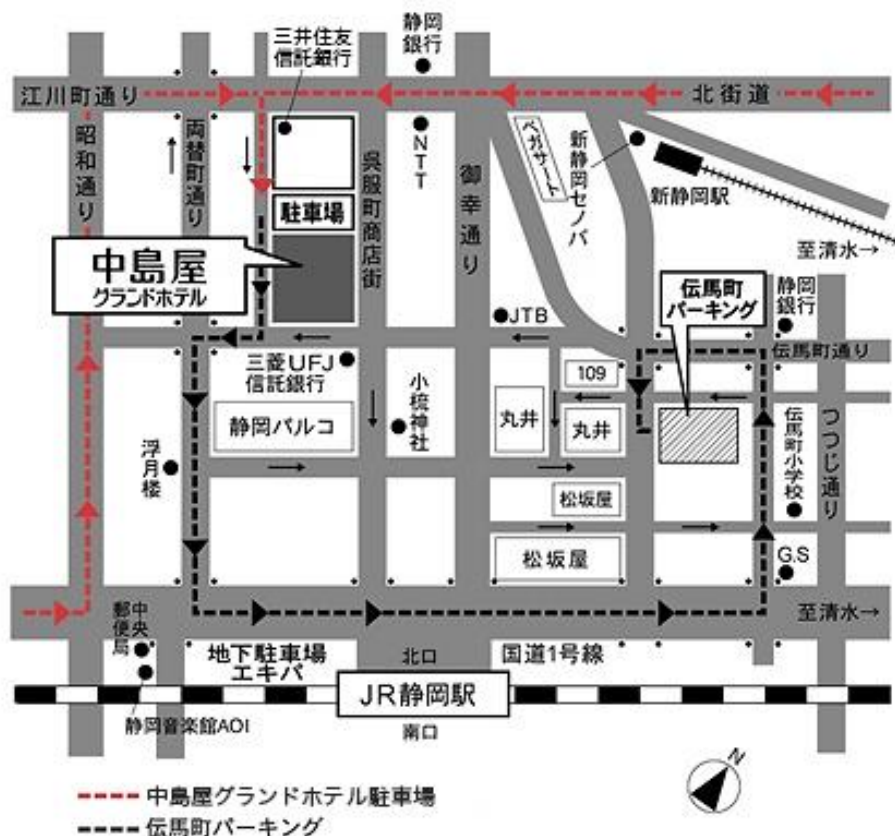 三井住友
信託銀行
静岡
銀行
江川町通り
北街道
昭和通り
両替町通り
呉服町商店街
NTT
御幸通り
ペガサート
新静岡セノバ
新静岡駅
至清水→
駐車場
中島屋
グランドホテル
JTB
伝馬町
パーキング
静岡
銀行
伝馬町通り
三菱UFJ
信託銀行
109
静岡パルコ
小梳神社
丸井
丸井
伝馬町小学校
つつじ通り
浮月楼
松坂屋
松坂屋
G.S
中央
郵便局
地下駐車場
エキパ
北口
国道1号線
至清水→
JR静岡駅
静岡音楽館AOI
南口
N
中島屋グランドホテル駐車場
伝馬町パーキング